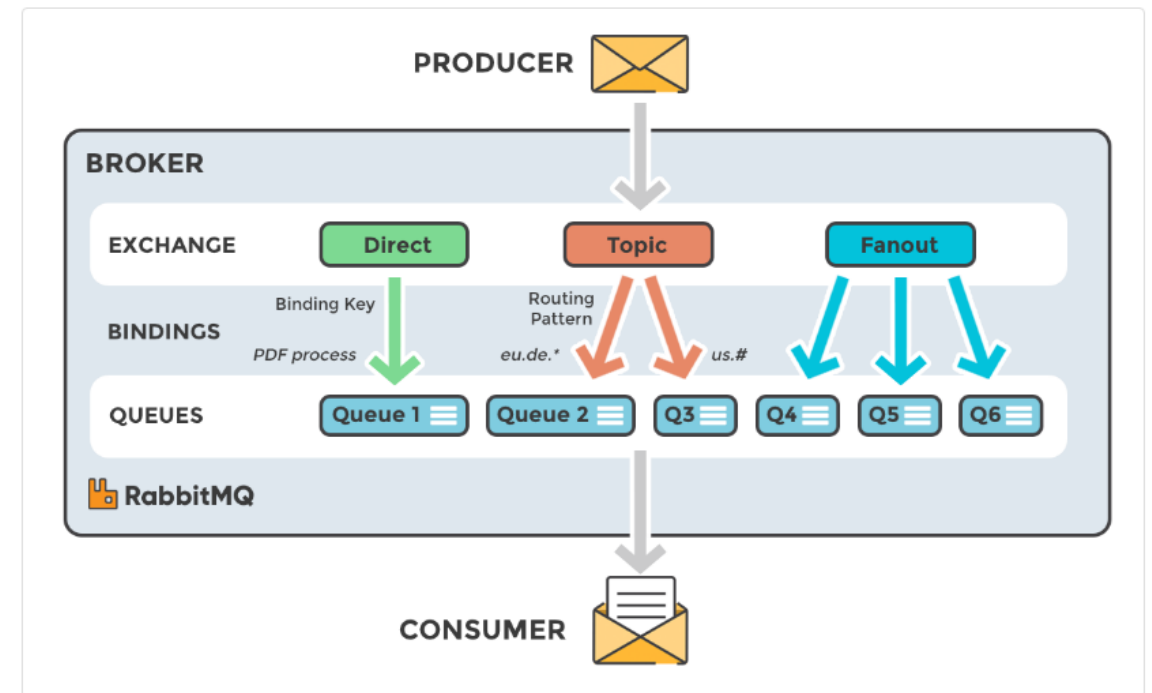 PRODUCER
BROKER
EXCHANGE
Direct
Topic
Fanout
Binding Key
Routing
Pattern
BINDINGS
PDF process
eu.de.*
us.#
QUEUES
Queue 1
Queue 2
Q3
Q4
Q5
Q6
RabbitMQ
CONSUMER